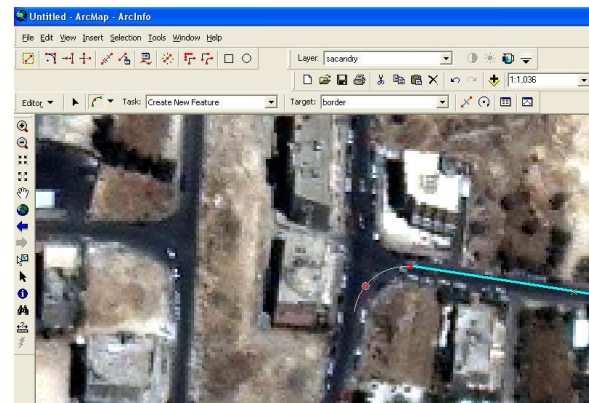 Untitled - ArcMap - ArcInfo
File Edit View Insert Selection Tools Window Help
Layer: sacandry
1:1,036
Editor Task: Create New Feature Target: border